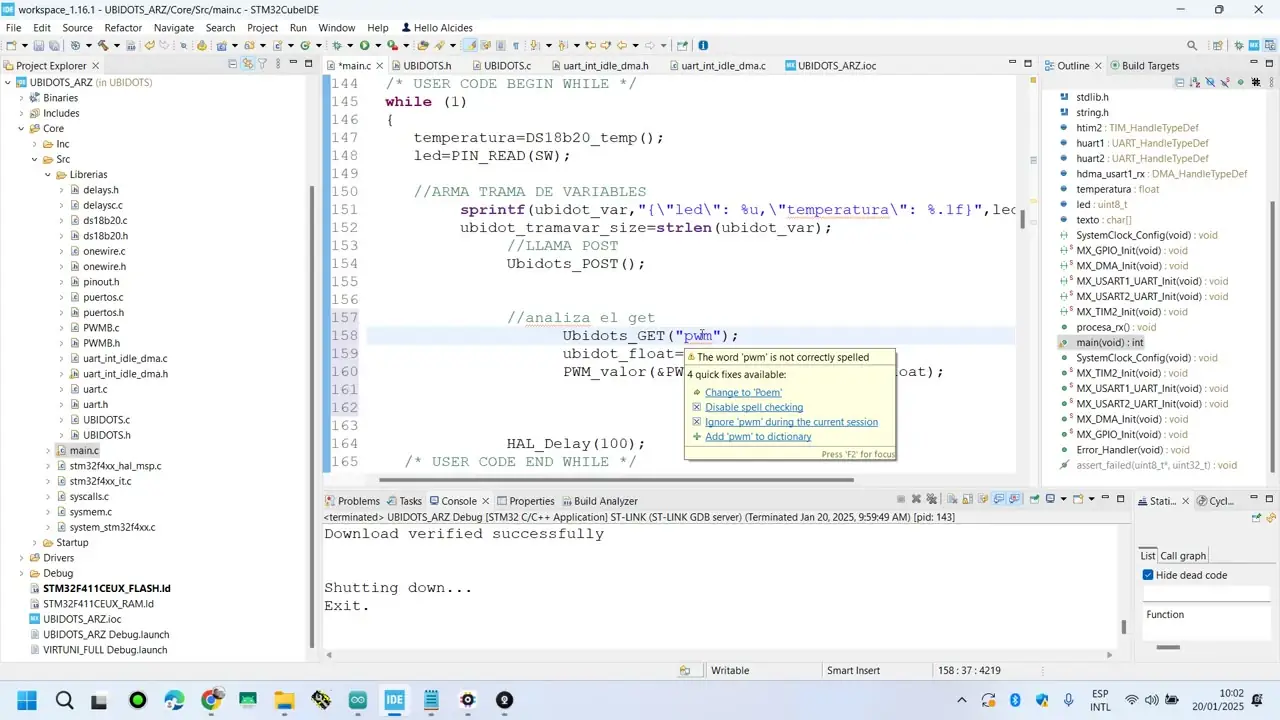 workspace_1.16.1 - UBIDOTS_ARZ/Core/Src/main.c - STM32CubeIDE
File Edit Source Refactor Navigate Search Project Run Window Help Hello Alcides
Project Explorer
UBIDOTS_ARZ (in UBIDOTS)
Binaries
Includes
Core
Inc
Src
Librerias
delays.h
delaysc.c
ds18b20.c
ds18b20.h
onewire.c
onewire.h
pinout.h
puertos.c
puertos.h
PWMB.c
PWMB.h
uart_int_idle_dma.c
uart_int_idle_dma.h
uart.c
uart.h
UBIDOTS.c
UBIDOTS.h
main.c
stm32f4xx_hal_msp.c
stm32f4xx_it.c
syscalls.c
sysmem.c
system_stm32f4xx.c
Startup
Drivers
Debug
STM32F411CEUX_FLASH.ld
STM32F411CEUX_RAM.ld
UBIDOTS_ARZ.ioc
UBIDOTS_ARZ Debug.launch
VIRTUNI_FULL Debug.launch
*main.c UBIDOTS.h UBIDOTS.c uart_int_idle_dma.h uart_int_idle_dma.c UBIDOTS_ARZ.ioc
144 /* USER CODE BEGIN WHILE */
145 while (1)
146 {
147 temperatura=DS18b20_temp();
148 led=PIN_READ(SW);
149
150 //ARMA TRAMA DE VARIABLES
151 sprintf(ubidot_var,"{\"led\": %u,\"temperatura\": %.1f}",led
152 ubidot_tramavar_size=strlen(ubidot_var);
153 //LLAMA POST
154 Ubidots_POST();
155
156
157 //analiza el get
158 Ubidots_GET("pwm");
159 ubidot_float=
160 PWM_valor(&PW oat);
161
162
163
164 HAL_Delay(100);
165 /* USER CODE END WHILE */
The word 'pwm' is not correctly spelled
4 quick fixes available:
Change to 'Poem'
Disable spell checking
Ignore 'pwm' during the current session
Add 'pwm' to dictionary
Press 'F2' for focus
Outline Build Targets
stdlib.h
string.h
htim2 : TIM_HandleTypeDef
huart1 : UART_HandleTypeDef
huart2 : UART_HandleTypeDef
hdma_usart1_rx : DMA_HandleTypeDef
temperatura : float
led : uint8_t
texto : char[]
SystemClock_Config(void) : void
MX_GPIO_Init(void) : void
MX_DMA_Init(void) : void
MX_USART1_UART_Init(void) : void
MX_USART2_UART_Init(void) : void
MX_TIM2_Init(void) : void
procesa_rx() : void
main(void) : int
SystemClock_Config(void) : void
MX_TIM2_Init(void) : void
MX_USART1_UART_Init(void) : void
MX_USART2_UART_Init(void) : void
MX_DMA_Init(void) : void
MX_GPIO_Init(void) : void
Error_Handler(void) : void
assert_failed(uint8_t*, uint32_t) : void
Problems Tasks Console Properties Build Analyzer
<terminated> UBIDOTS_ARZ Debug [STM32 C/C++ Application] ST-LINK (ST-LINK GDB server) (Terminated Jan 20, 2025, 9:59:49 AM) [pid: 143]
Download verified successfully
Shutting down...
Exit.
Stati... Cycl...
List Call graph
Hide dead code
Function
Writable Smart Insert 158 : 37 : 4219
IDE
ESP
INTL
10:02
20/01/2025